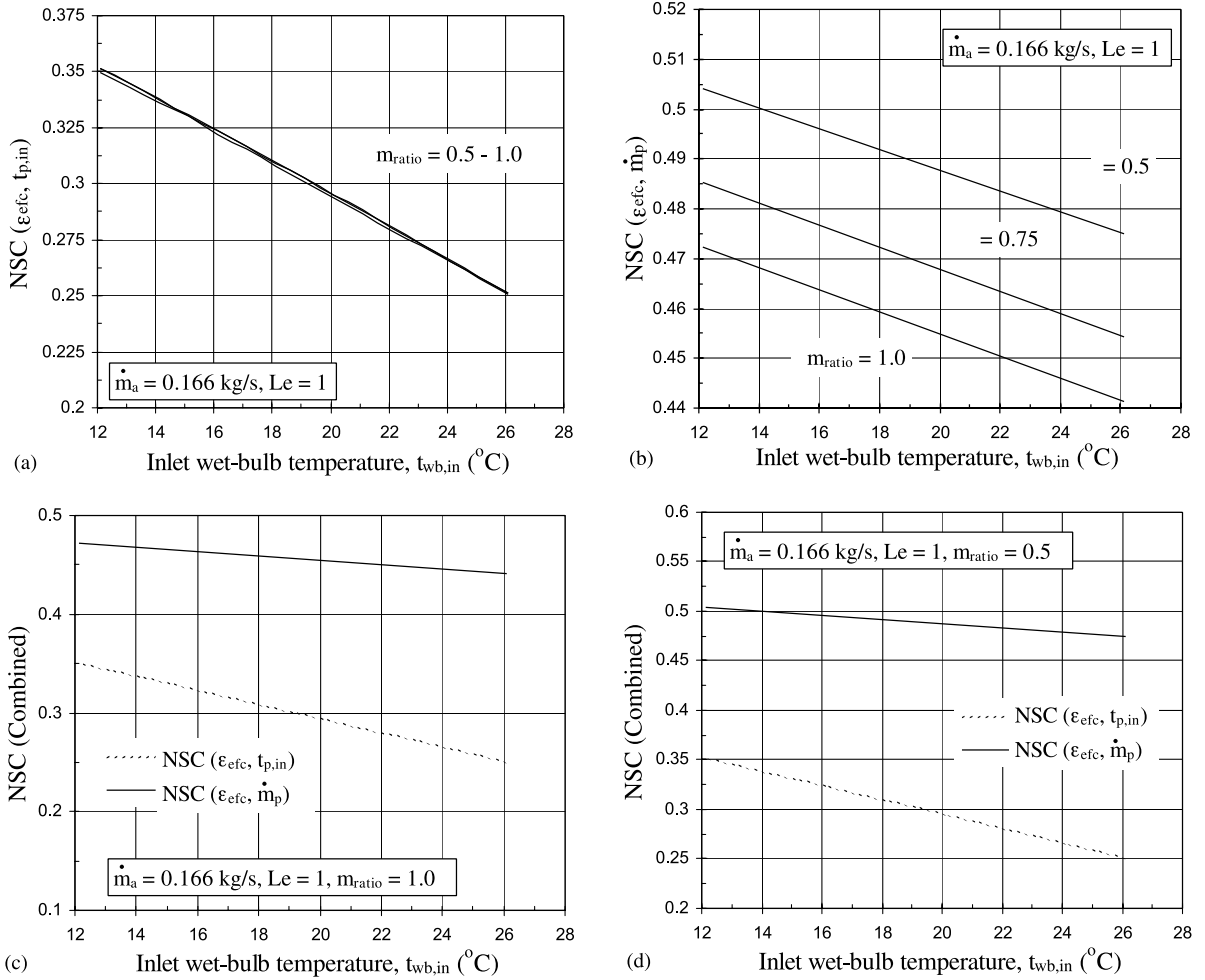 0.375
0.35
0.325
0.3
0.275
0.25
0.225
0.2
NSC (εefc, tp,in)
mratio = 0.5 - 1.0
ṁa = 0.166 kg/s, Le = 1
12 14 16 18 20 22 24 26 28
(a)
Inlet wet-bulb temperature, twb,in (°C)
0.52
0.51
0.5
0.49
0.48
0.47
0.46
0.45
0.44
NSC (εefc, ṁp)
ṁa = 0.166 kg/s, Le = 1
= 0.5
= 0.75
mratio = 1.0
12 14 16 18 20 22 24 26 28
(b)
Inlet wet-bulb temperature, twb,in (°C)
0.5
0.4
0.3
0.2
0.1
NSC (Combined)
NSC (εefc, tp,in)
NSC (εefc, ṁp)
ṁa = 0.166 kg/s, Le = 1, mratio = 1.0
12 14 16 18 20 22 24 26 28
(c)
Inlet wet-bulb temperature, twb,in (°C)
0.6
0.55
0.5
0.45
0.4
0.35
0.3
0.25
0.2
NSC (Combined)
ṁa = 0.166 kg/s, Le = 1, mratio = 0.5
NSC (εefc, tp,in)
NSC (εefc, ṁp)
12 14 16 18 20 22 24 26 28
(d)
Inlet wet-bulb temperature, twb,in (°C)